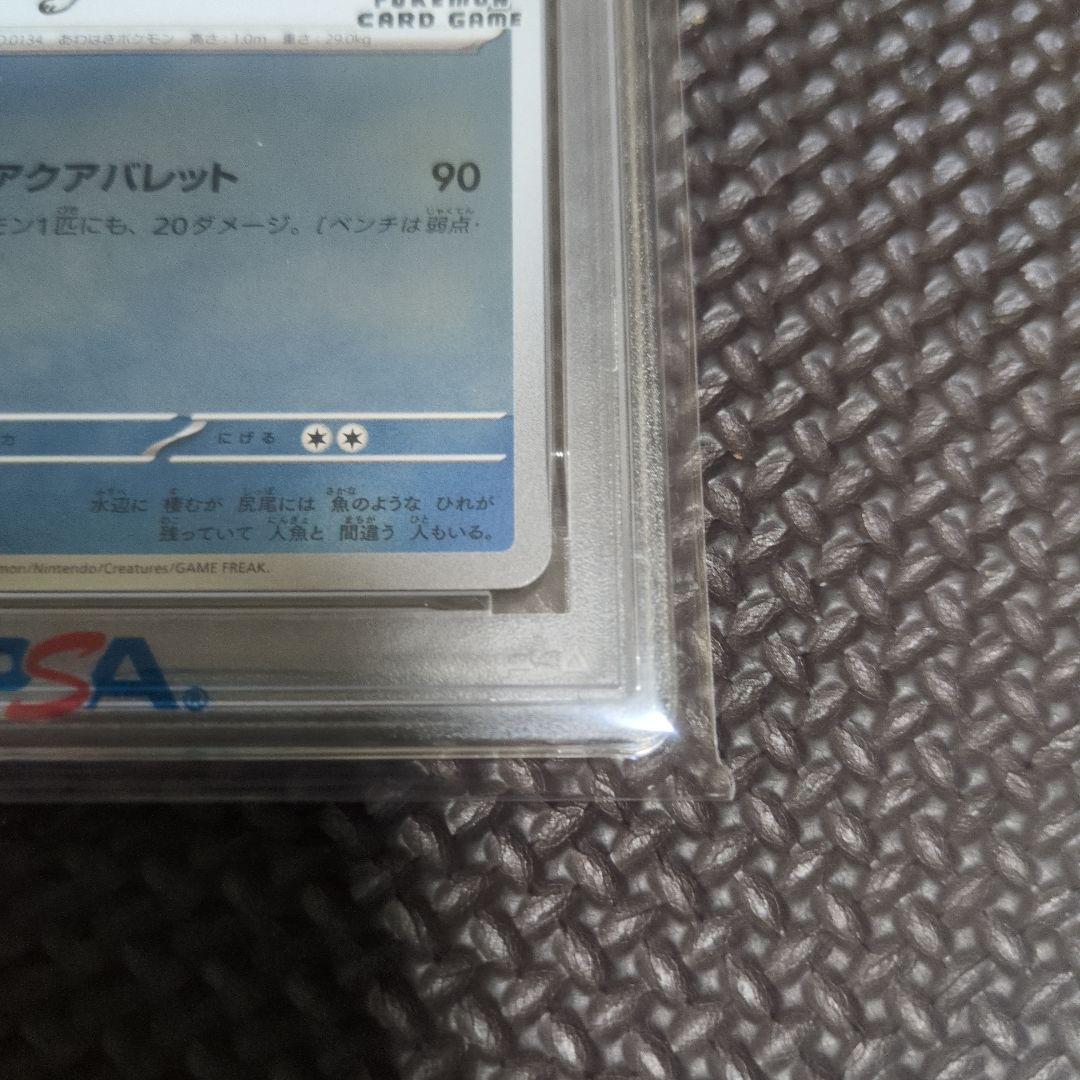 POKÉMON
CARD GAME
.0134 あわはきポケモン 高さ：1.0m 重さ：29.0kg
アクアバレット 90
モン1匹にも、20ダメージ。［ベンチは弱点・
にげる
水辺に 棲むが 尻尾には 魚のような ひれが
残っていて 人魚と 間違う 人もいる。
mon/Nintendo/Creatures/GAME FREAK.
PSA®